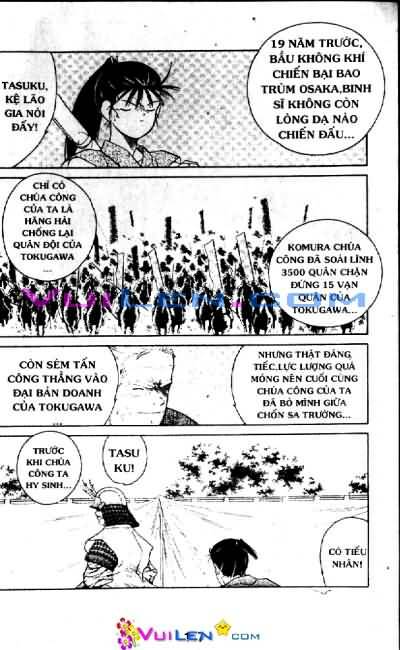 19 NĂM TRƯỚC,
BẦU KHÔNG KHÍ
CHIẾN BẠI BAO
TRÙM OSAKA,BINH
SĨ KHÔNG CÒN
LÒNG DẠ NÀO
CHIẾN ĐẤU...
TASUKU,
KỆ LÃO
GIA NÓI
ĐẤY!
CHỈ CÓ
CHÚA CÔNG
CỦA TA LÀ
HĂNG HÁI
CHỐNG LẠI
QUÂN ĐỘI CỦA
TOKUGAWA
...
KOMURA CHÚA
CÔNG ĐÃ SOÁI LĨNH
3500 QUÂN CHẶN
ĐỨNG 15 VẠN
QUÂN CỦA
TOKUGAWA...
VUILEN.COM
CÒN SÉM TẤN
CÔNG THẲNG VÀO
ĐẠI BẢN DOANH
CỦA TOKUGAWA
NHƯNG THẬT ĐÁNG
TIẾC,LỰC LƯỢNG QUÁ
MỎNG NÊN CUỐI CÙNG
CHÚA CÔNG CỦA TA
ĐÃ BỎ MÌNH GIỮA
CHỐN SA TRƯỜNG...
TRƯỚC
KHI CHÚA
CÔNG TA
HY SINH...
TASU
KU!
CÓ TIỂU
NHÂN!
VUILEN